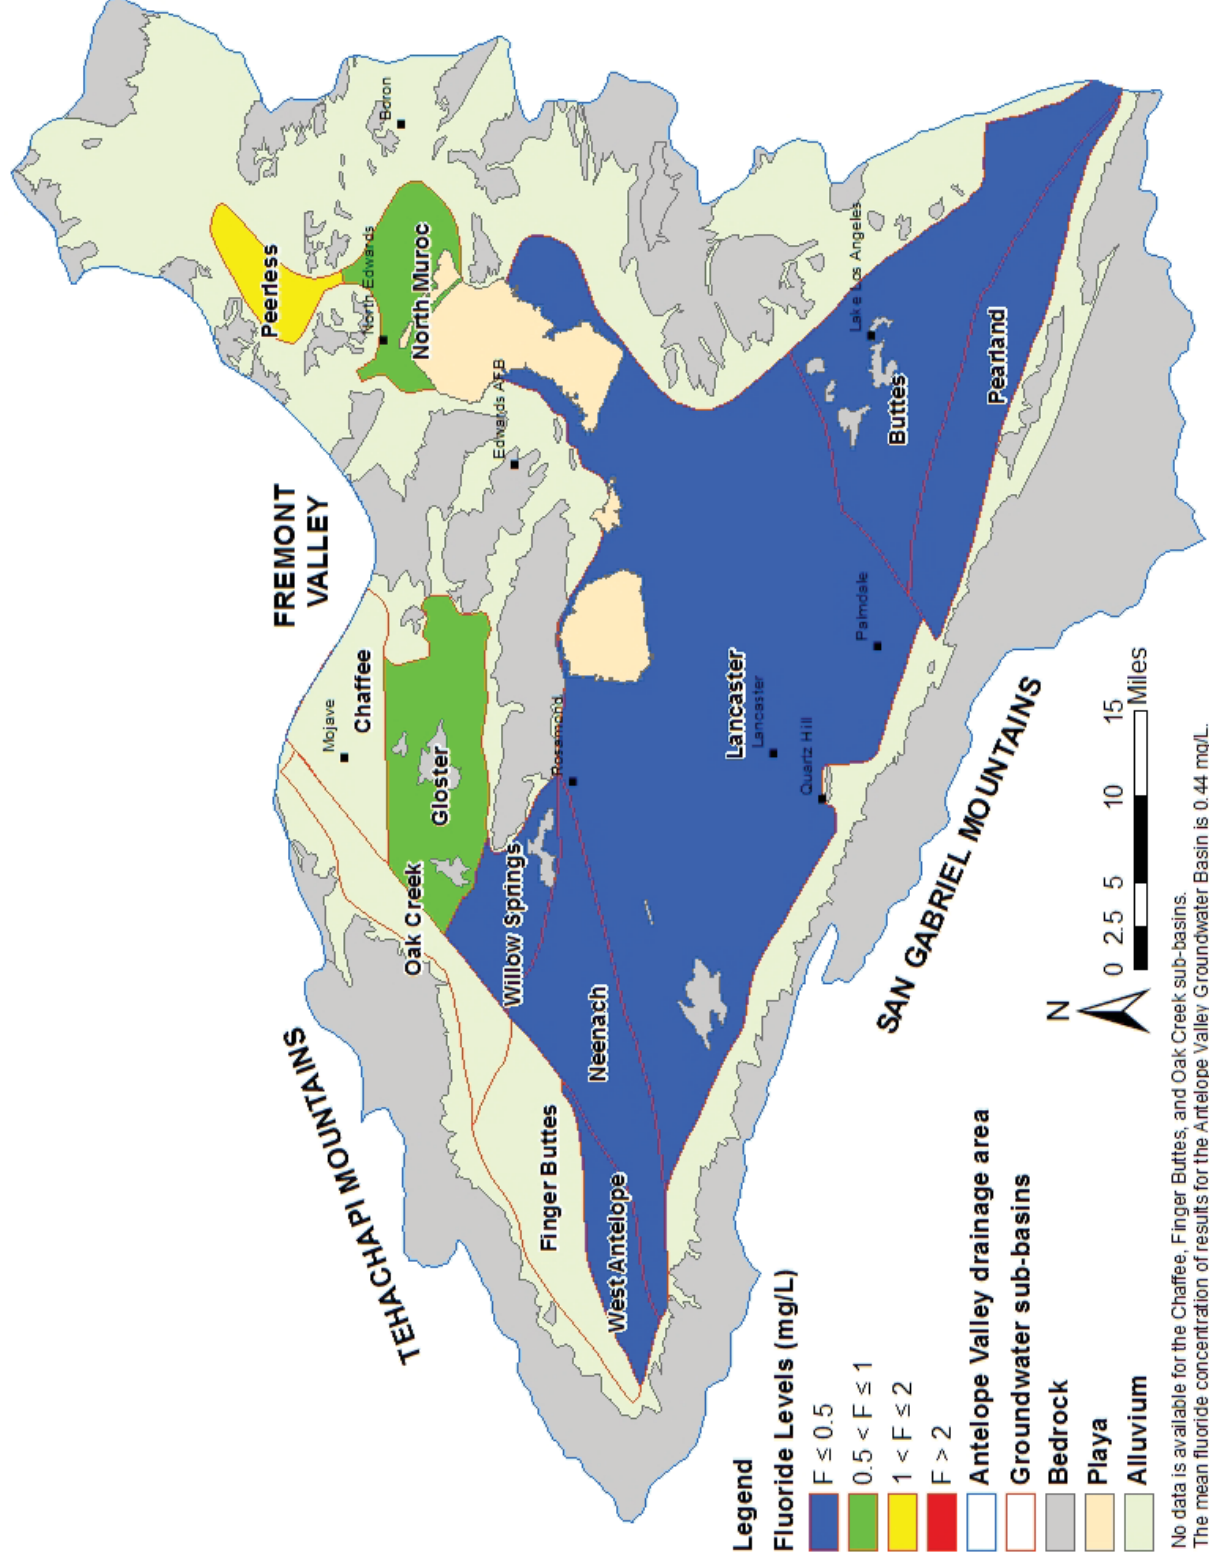 FREMONT
VALLEY
TEHACHAPI MOUNTAINS
SAN GABRIEL MOUNTAINS
Peerless
Boron
North Edwards
North Muroc
Edwards AFB
Chaffee
Mojave
Gloster
Oak Creek
Willow Springs
Rosamond
Finger Buttes
Neenach
West Antelope
Lancaster
Lancaster
Quartz Hill
Palmdale
Lake Los Angeles
Buttes
Pearland
N
0 2.5 5 10 15
Miles
Legend
Fluoride Levels (mg/L)
F ≤ 0.5
0.5 < F ≤ 1
1 < F ≤ 2
F > 2
Antelope Valley drainage area
Groundwater sub-basins
Bedrock
Playa
Alluvium
No data is available for the Chaffee, Finger Buttes, and Oak Creek sub-basins.
The mean fluoride concentration of results for the Antelope Valley Groundwater Basin is 0.44 mg/L.